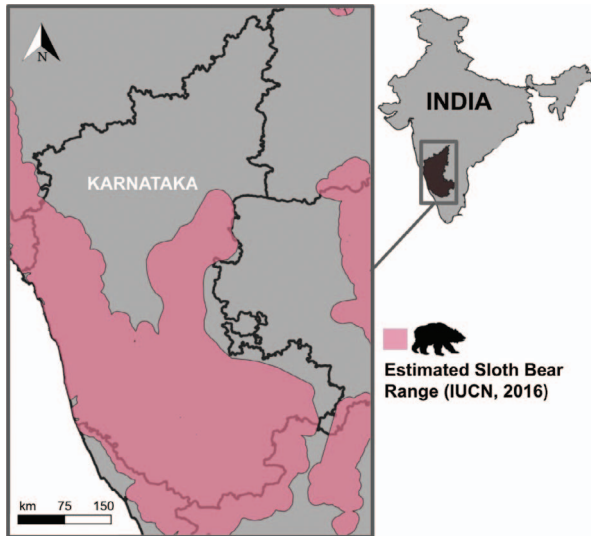 N
KARNATAKA
km 75 150
INDIA
Estimated Sloth Bear
Range (IUCN, 2016)